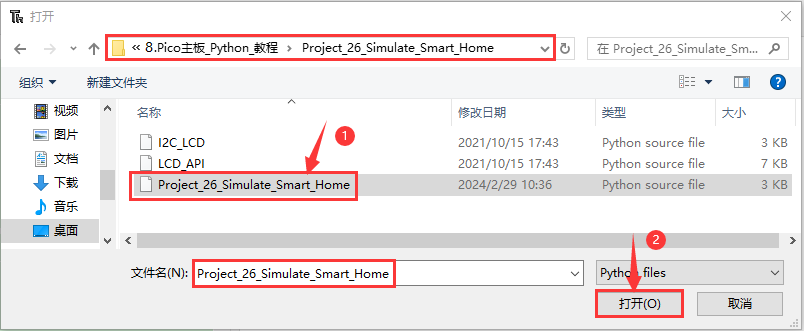 打开
« 8.Pico主板_Python_教程 › Project_26_Simulate_Smart_Home
在 Project_26_Simulate_Sm...
组织 新建文件夹
名称 修改日期 类型 大小
视频
图片
文档
下载
音乐
桌面
I2C_LCD 2021/10/15 17:43 Python source file 3 KB
LCD_API 2021/10/15 17:43 Python source file 7 KB
Project_26_Simulate_Smart_Home 2024/2/29 10:36 Python source file 3 KB
1
2
文件名(N): Project_26_Simulate_Smart_Home Python files
打开(O) 取消